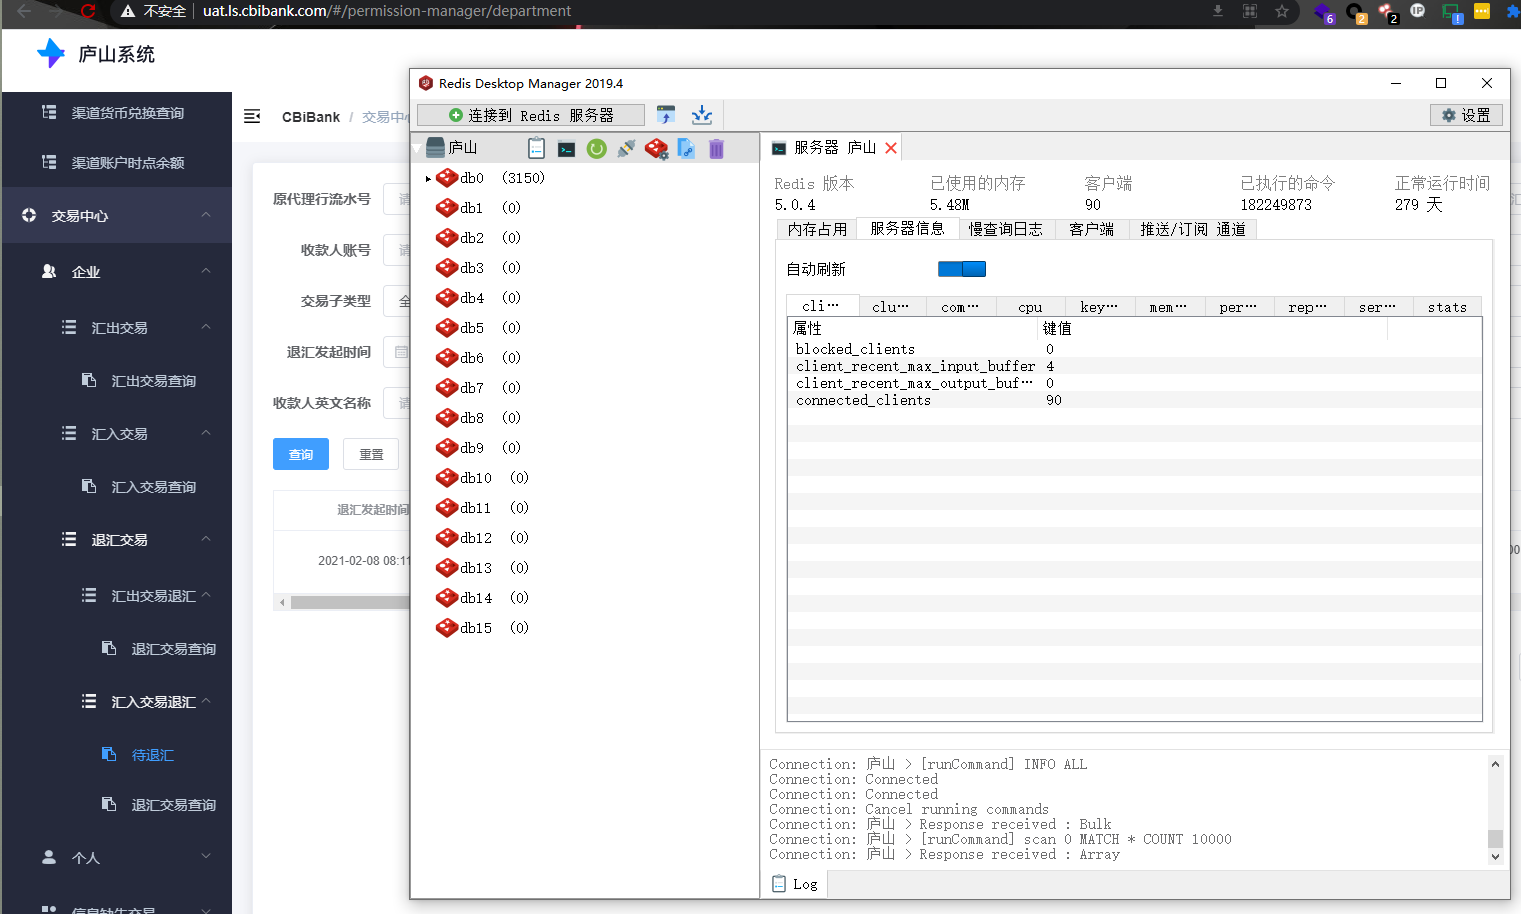 不安全 uat.ls.cbibank.com/#/permission-manager/department
6 2 2 IP !
庐山系统
渠道货币兑换查询
渠道账户时点余额
交易中心
企业
汇出交易
汇出交易查询
汇入交易
汇入交易查询
退汇交易
汇出交易退汇
退汇交易查询
汇入交易退汇
待退汇
退汇交易查询
个人
信息缺失交易
CBiBank / 交易中
原代理行流水号 请
收款人账号 请
交易子类型 全
退汇发起时间
收款人英文名称 请
查询 重置
退汇发起时间
2021-02-08 08:11
Redis Desktop Manager 2019.4
连接到 Redis 服务器
设置
庐山
db0 (3150)
db1 (0)
db2 (0)
db3 (0)
db4 (0)
db5 (0)
db6 (0)
db7 (0)
db8 (0)
db9 (0)
db10 (0)
db11 (0)
db12 (0)
db13 (0)
db14 (0)
db15 (0)
服务器 庐山
Redis 版本 已使用的内存 客户端 已执行的命令 正常运行时间
5.0.4 5.48M 90 182249873 279 天
内存占用 服务器信息 慢查询日志 客户端 推送/订阅 通道
自动刷新
cli… clu… com… cpu key… mem… per… rep… ser… stats
属性 键值
blocked_clients 0
client_recent_max_input_buffer 4
client_recent_max_output_buf… 0
connected_clients 90
Connection: 庐山 > [runCommand] INFO ALL
Connection: Connected
Connection: Connected
Connection: Cancel running commands
Connection: 庐山 > Response received : Bulk
Connection: 庐山 > [runCommand] scan 0 MATCH * COUNT 10000
Connection: 庐山 > Response received : Array
Log